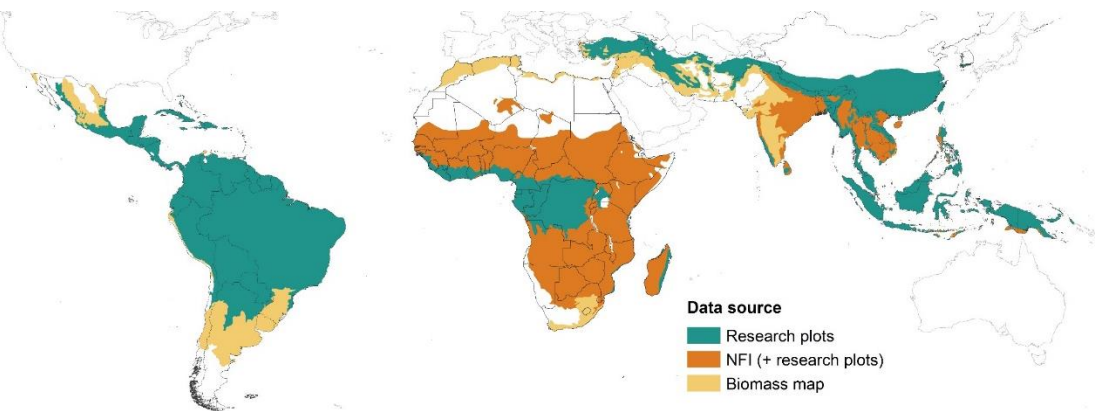 Data source
Research plots
NFI (+ research plots)
Biomass map